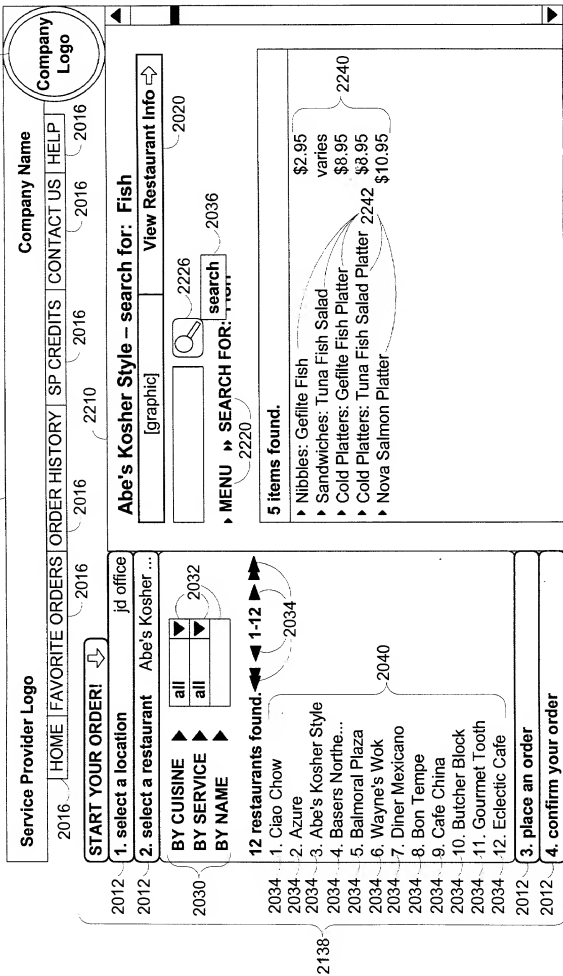 Service Provider Logo
Company Name
Company Logo
2016 HOME FAVORITE ORDERS ORDER HISTORY SP CREDITS CONTACT US HELP
2016 2016 2016 2016 2016
START YOUR ORDER!
2210
2012 1. select a location jd office
2012 2. select a restaurant Abe's Kosher ...
2030
BY CUISINE all
BY SERVICE all
BY NAME
2032
12 restaurants found. 1-12
2034
2034 1. Ciao Chow
2034 2. Azure
2034 3. Abe's Kosher Style
2034 4. Basers Northe...
2034 5. Balmoral Plaza
2034 6. Wayne's Wok
2034 7. Diner Mexicano
2034 8. Bon Tempe
2034 9. Cafe China
2034 10. Butcher Block
2034 11. Gourmet Tooth
2034 12. Eclectic Cafe
2040
2012 3. place an order
2012 4. confirm your order
2138
Abe's Kosher Style – search for: Fish
[graphic] View Restaurant Info
2020
2226
search 2036
MENU SEARCH FOR:
2220
5 items found.
Nibbles: Gefilte Fish $2.95
Sandwiches: Tuna Fish Salad varies
Cold Platters: Gefilte Fish Platter $8.95
Cold Platters: Tuna Fish Salad Platter $8.95
Nova Salmon Platter $10.95
2242
2240